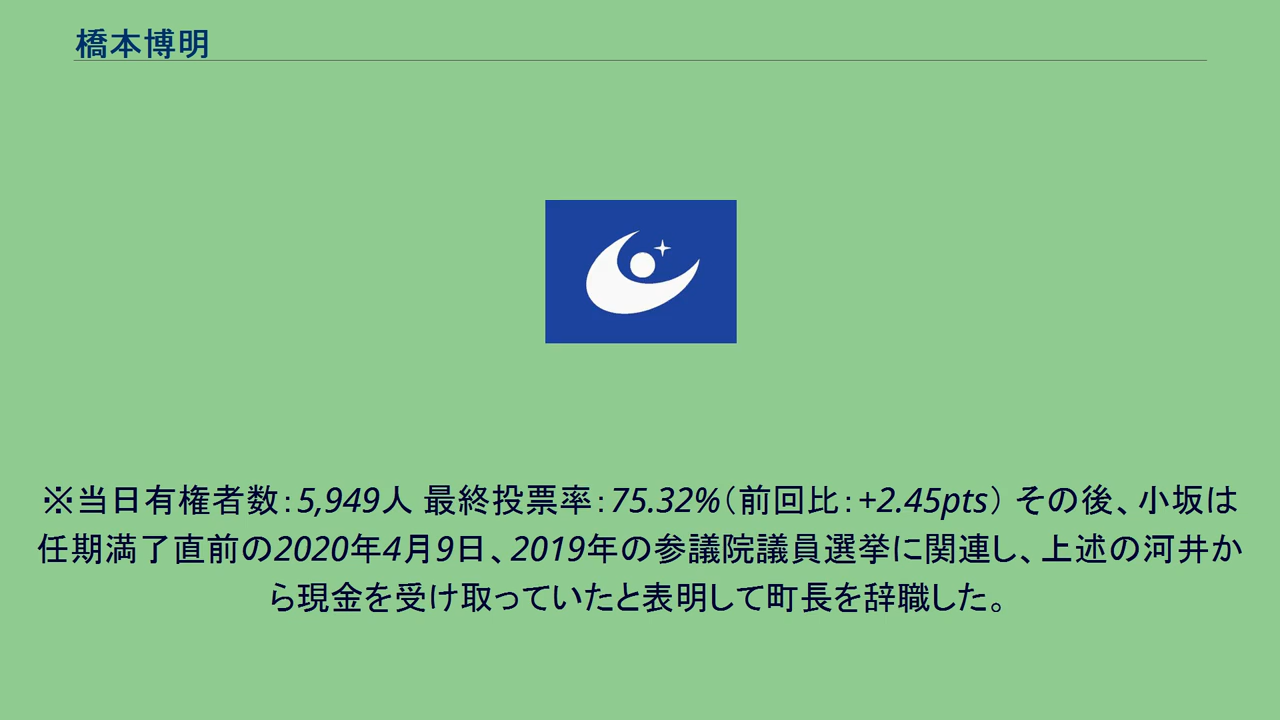 橋本博明
※当日有権者数：5,949人 最終投票率：75.32%（前回比：+2.45pts） その後、小坂は
任期満了直前の2020年4月9日、2019年の参議院議員選挙に関連し、上述の河井か
ら現金を受け取っていたと表明して町長を辞職した。